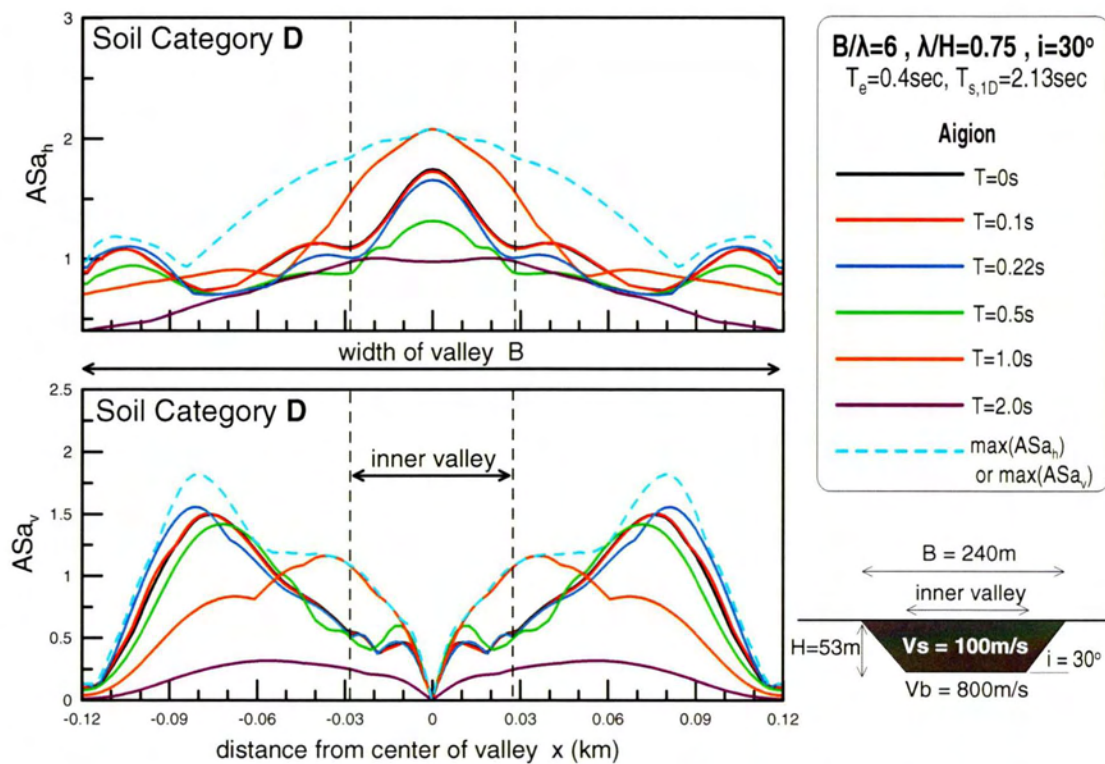 Soil Category D
3
2
1
ASa_h
width of valley B
Soil Category D
inner valley
2.5
2
1.5
1
0.5
0
ASa_v
-0.12 -0.09 -0.06 -0.03 0 0.03 0.06 0.09 0.12
distance from center of valley x (km)
B/λ=6 , λ/H=0.75 , i=30°
T_e=0.4sec, T_s,1D=2.13sec
Aigion
T=0s
T=0.1s
T=0.22s
T=0.5s
T=1.0s
T=2.0s
max(ASa_h)
or max(ASa_v)
B = 240m
inner valley
H=53m
Vs = 100m/s
i = 30°
Vb = 800m/s